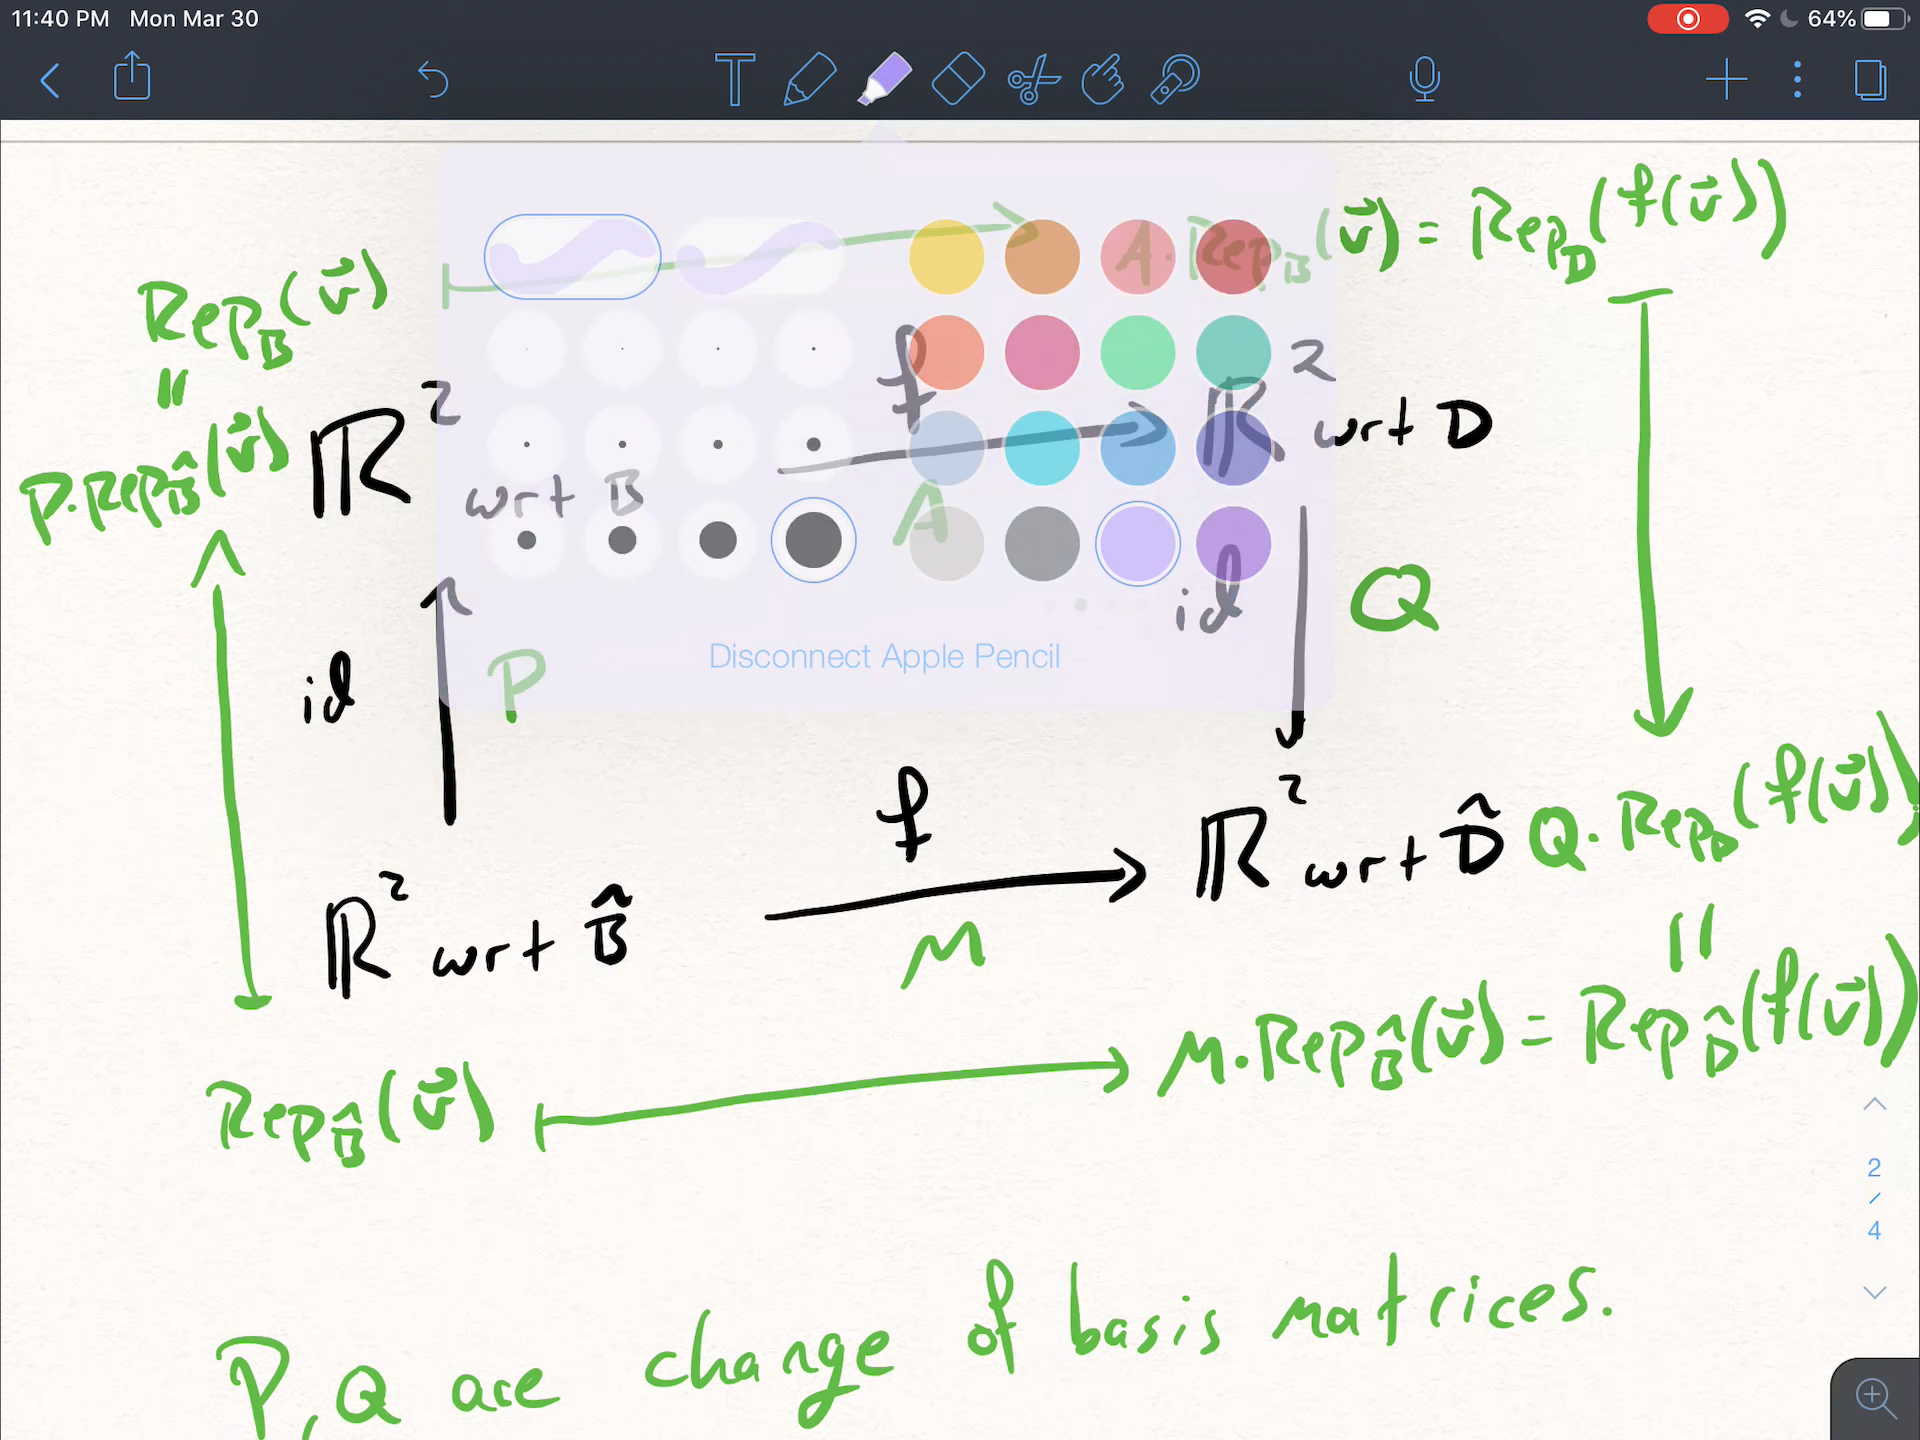 11:40 PM Mon Mar 30 64%
Rep_B(v⃗) A·Rep_B(v⃗) = Rep_D(f(v⃗))
=
P·Rep_B̂(v⃗)
ℝ² wrt B f A ℝ² wrt D
id P id Q
Disconnect Apple Pencil
ℝ² wrt B̂ f M ℝ² wrt D̂ Q·Rep_D(f(v⃗))
=
Rep_B̂(v⃗) M·Rep_B̂(v⃗) = Rep_D̂(f(v⃗))
2
/
4
P, Q are change of basis matrices.